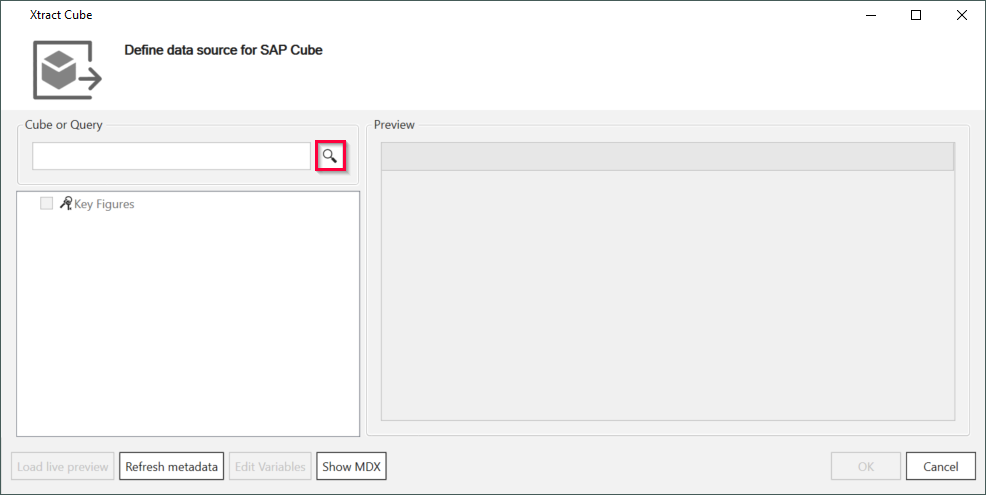 Xtract Cube
Define data source for SAP Cube
Cube or Query
Preview
Key Figures
Load live preview
Refresh metadata
Edit Variables
Show MDX
OK
Cancel